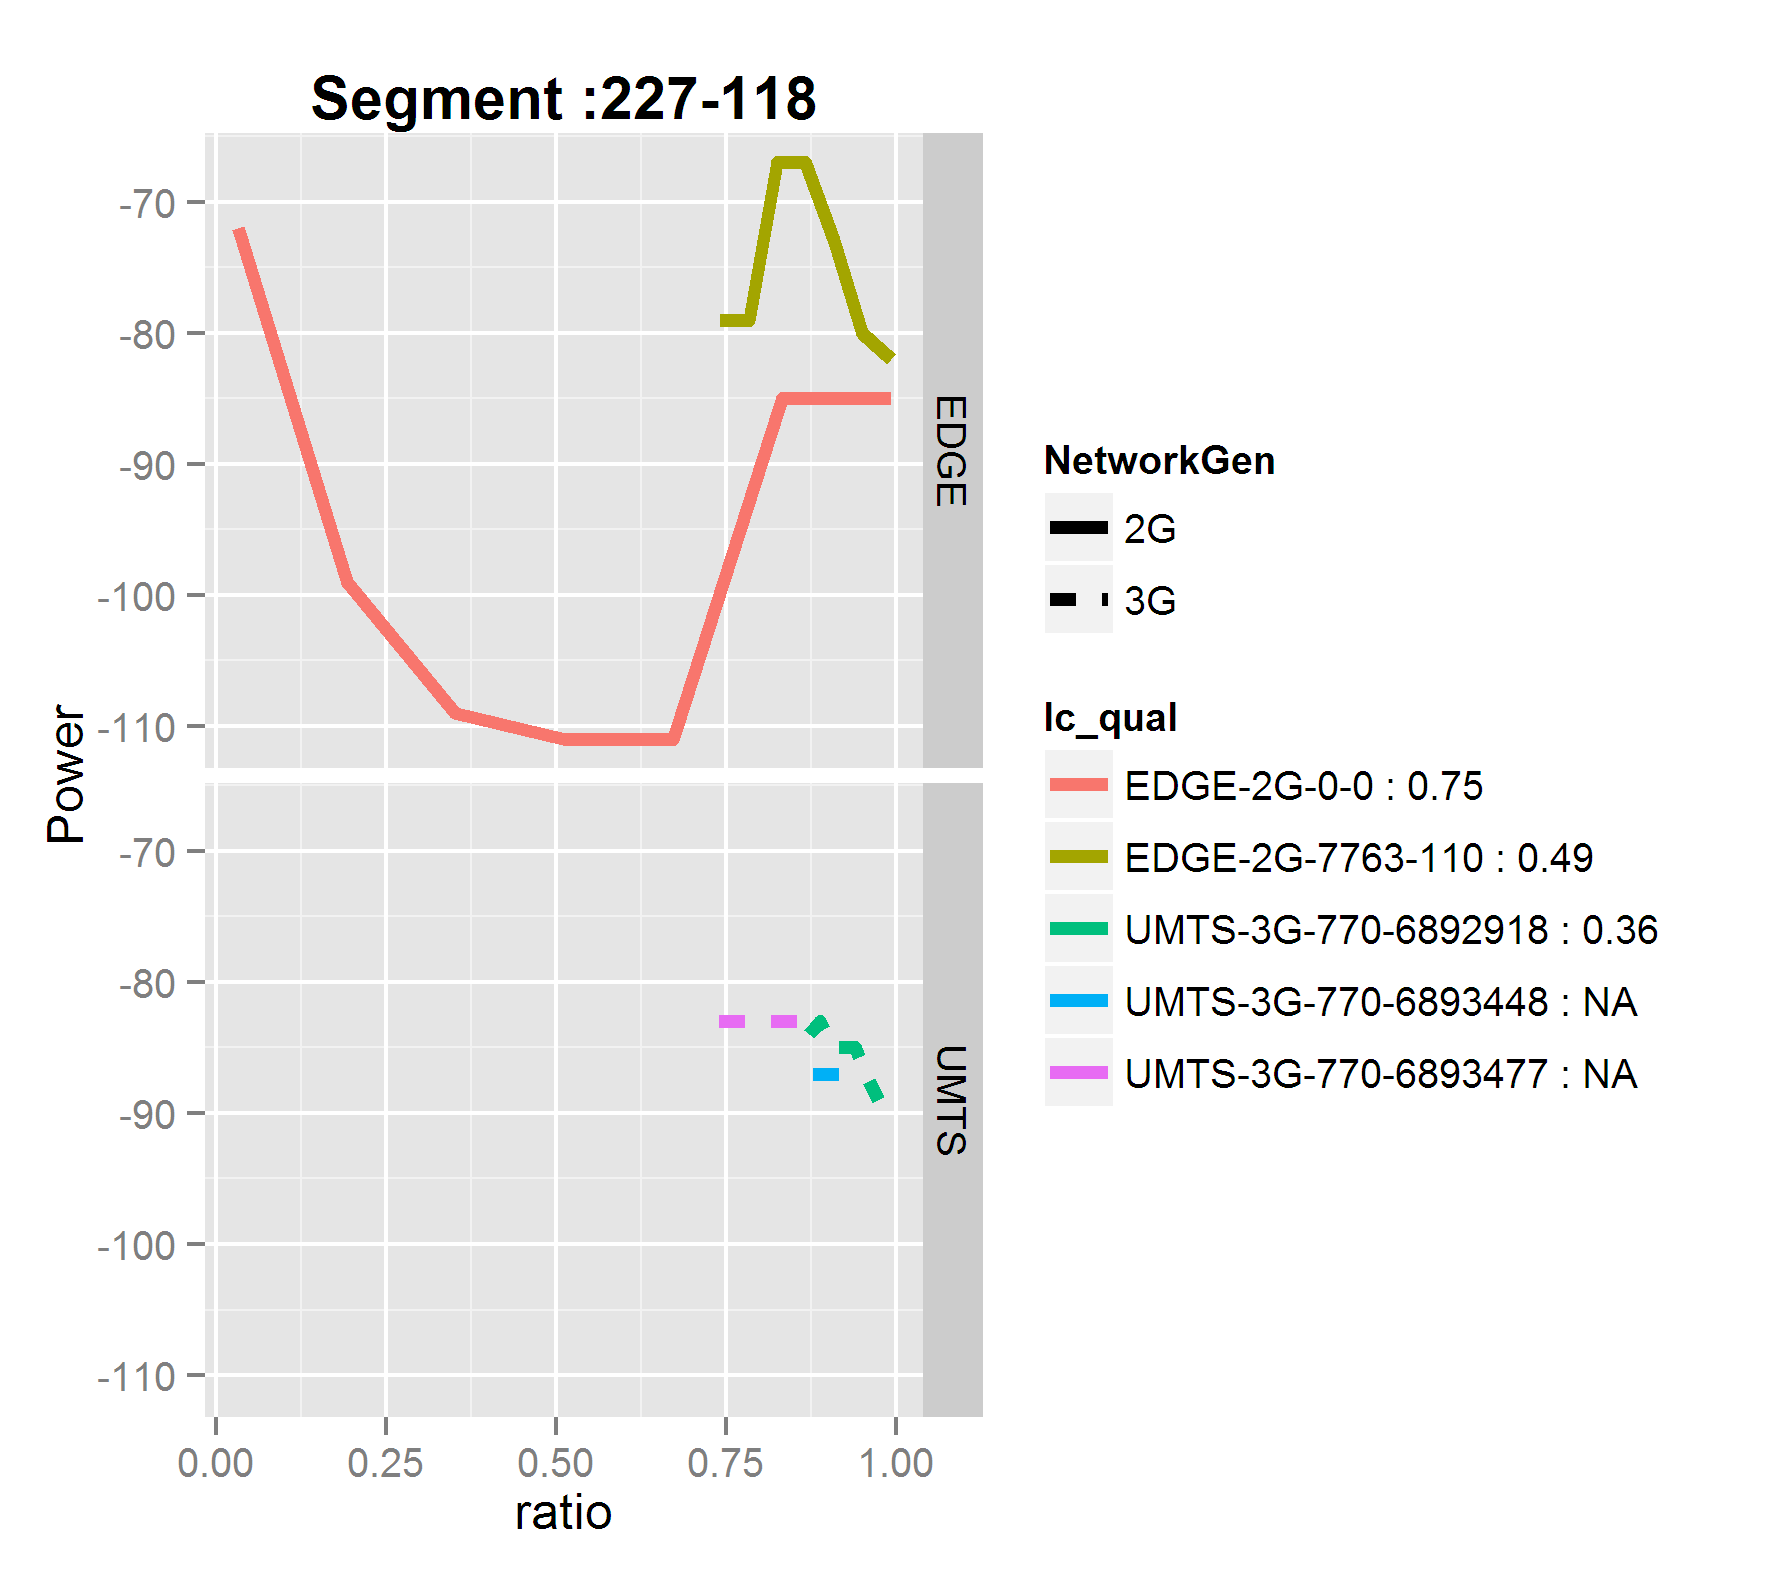 Segment :227-118
-70
-80
-90
-100
-110
EDGE
Power
-70
-80
-90
-100
-110
UMTS
0.00 0.25 0.50 0.75 1.00
ratio
NetworkGen
2G
3G
lc_qual
EDGE-2G-0-0 : 0.75
EDGE-2G-7763-110 : 0.49
UMTS-3G-770-6892918 : 0.36
UMTS-3G-770-6893448 : NA
UMTS-3G-770-6893477 : NA